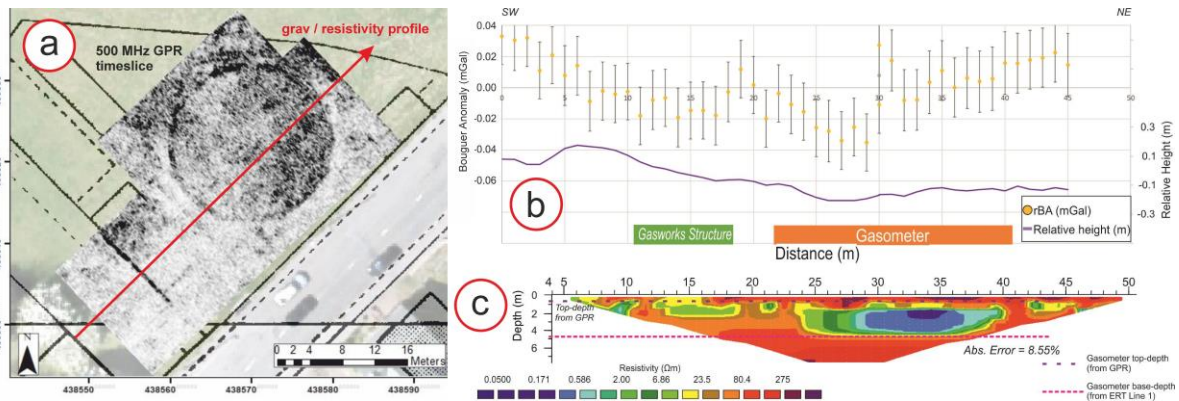 a
500 MHz GPR
timeslice
grav / resistivity profile
N
0 2 4 8 12 16
Meters
438550 438560 438570 438580 438590
SW
NE
b
Bouguer Anomaly (mGal)
0.04
0.02
0.00
-0.02
-0.04
-0.06
0 5 10 15 20 25 30 35 40 45 50
Relative Height (m)
0.3
0.1
-0.1
-0.3
rBA (mGal)
Relative height (m)
Gasworks Structure
Gasometer
Distance (m)
c
4 5 10 15 20 25 30 35 40 45 50
Depth (m)
0
2
4
6
Top-depth
from GPR
Abs. Error = 8.55%
Gasometer top-depth
(from GPR)
Gasometer base-depth
(from ERT Line 1)
Resistivity (Ωm)
0.0500 0.171 0.586 2.00 6.86 23.5 80.4 275